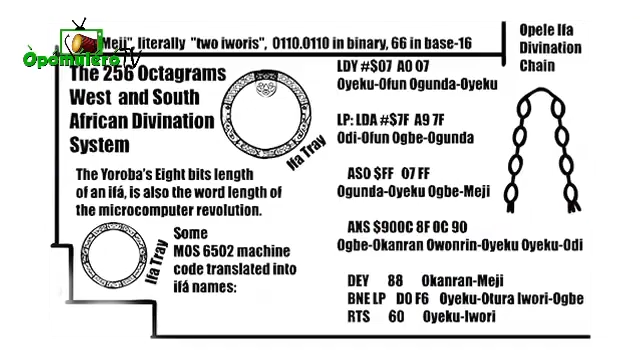 Meji", literally "two iworis", 0110.0110 in binary, 66 in base-16
Opamulero TV
The 256 Octagrams
West and South
African Divination
System
Ifa Tray
The Yoroba's Eight bits length
of an ifá, is also the word length of
the microcomputer revolution.
Ifa Tray
Some
MOS 6502 machine
code translated into
ifá names:
LDY #$07 A0 07
Oyeku-Ofun Ogunda-Oyeku
LP: LDA #$7F A9 7F
Odi-Ofun Ogbe-Ogunda
ASO $FF 07 FF
Ogunda-Oyeku Ogbe-Meji
AXS $900C 8F 0C 90
Ogbe-Okanran Owonrin-Oyeku Oyeku-Odi
DEY 88 Okanran-Meji
BNE LP D0 F6 Oyeku-Otura Iwori-Ogbe
RTS 60 Oyeku-Iwori
Opele Ifa
Divination
Chain